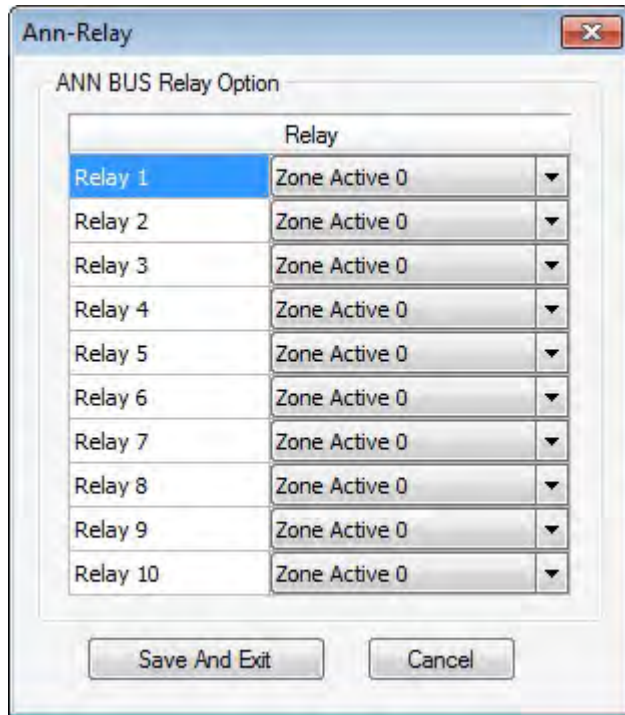 Ann-Relay
ANN BUS Relay Option
Relay
Relay 1 Zone Active 0
Relay 2 Zone Active 0
Relay 3 Zone Active 0
Relay 4 Zone Active 0
Relay 5 Zone Active 0
Relay 6 Zone Active 0
Relay 7 Zone Active 0
Relay 8 Zone Active 0
Relay 9 Zone Active 0
Relay 10 Zone Active 0
Save And Exit Cancel